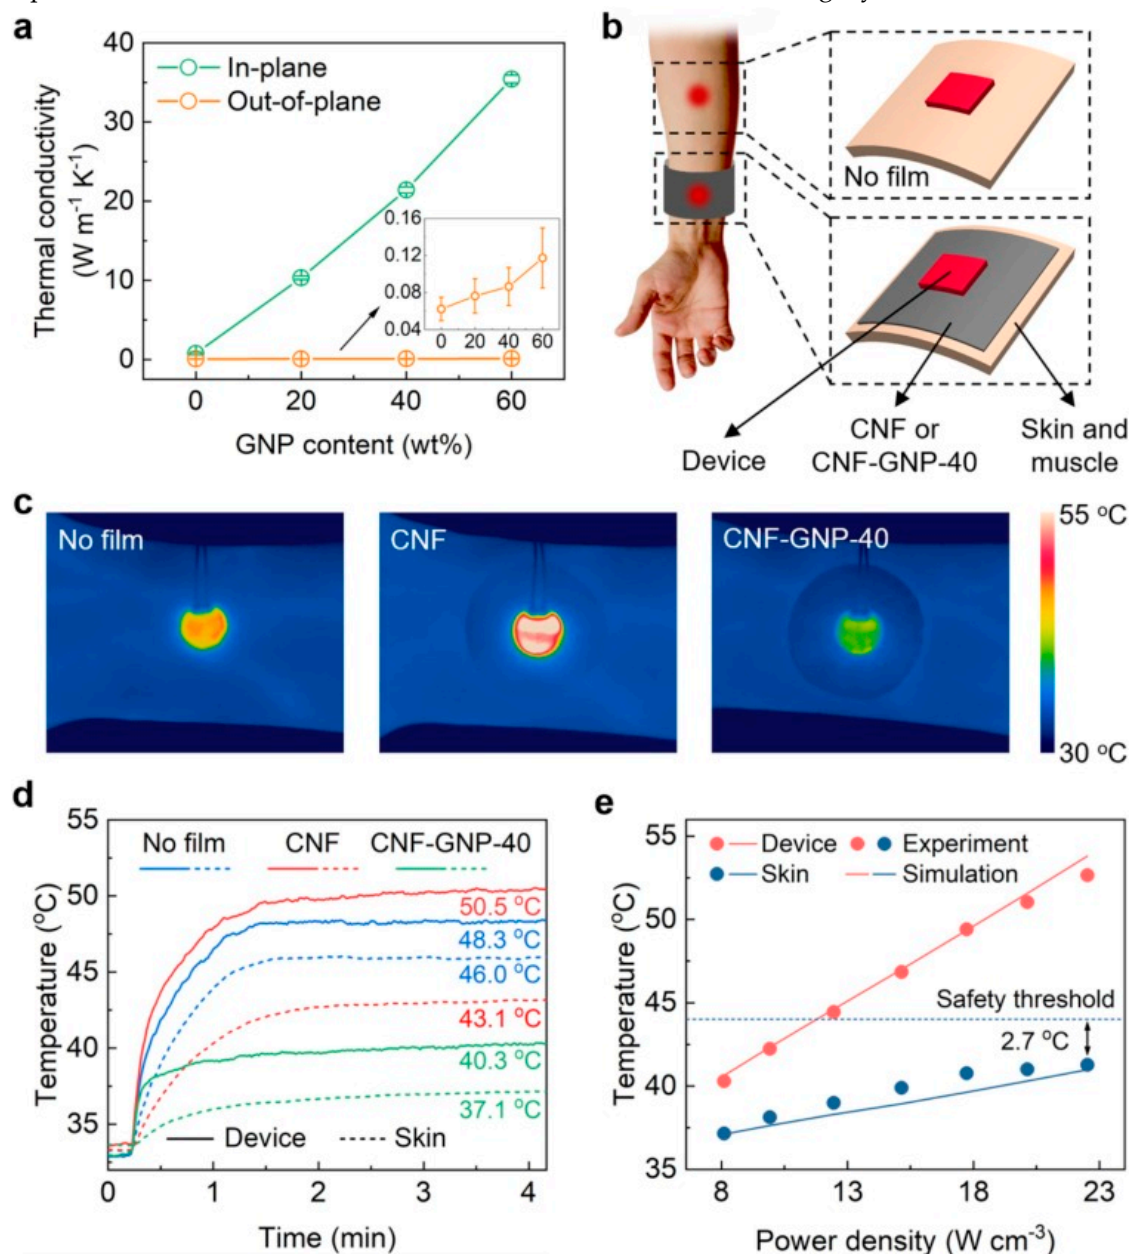 a
40
30
20
10
0
Thermal conductivity
(W m⁻¹ K⁻¹)
In-plane
Out-of-plane
0.16
0.12
0.08
0.04
0 20 40 60
0 20 40 60
GNP content (wt%)
b
No film
Device
CNF or
CNF-GNP-40
Skin and
muscle
c
No film
CNF
CNF-GNP-40
55 °C
30 °C
d
55
50
45
40
35
Temperature (°C)
No film CNF CNF-GNP-40
50.5 °C
48.3 °C
46.0 °C
43.1 °C
40.3 °C
37.1 °C
Device Skin
0 1 2 3 4
Time (min)
e
55
50
45
40
35
Temperature (°C)
Device Experiment
Skin Simulation
Safety threshold
2.7 °C
8 13 18 23
Power density (W cm⁻³)